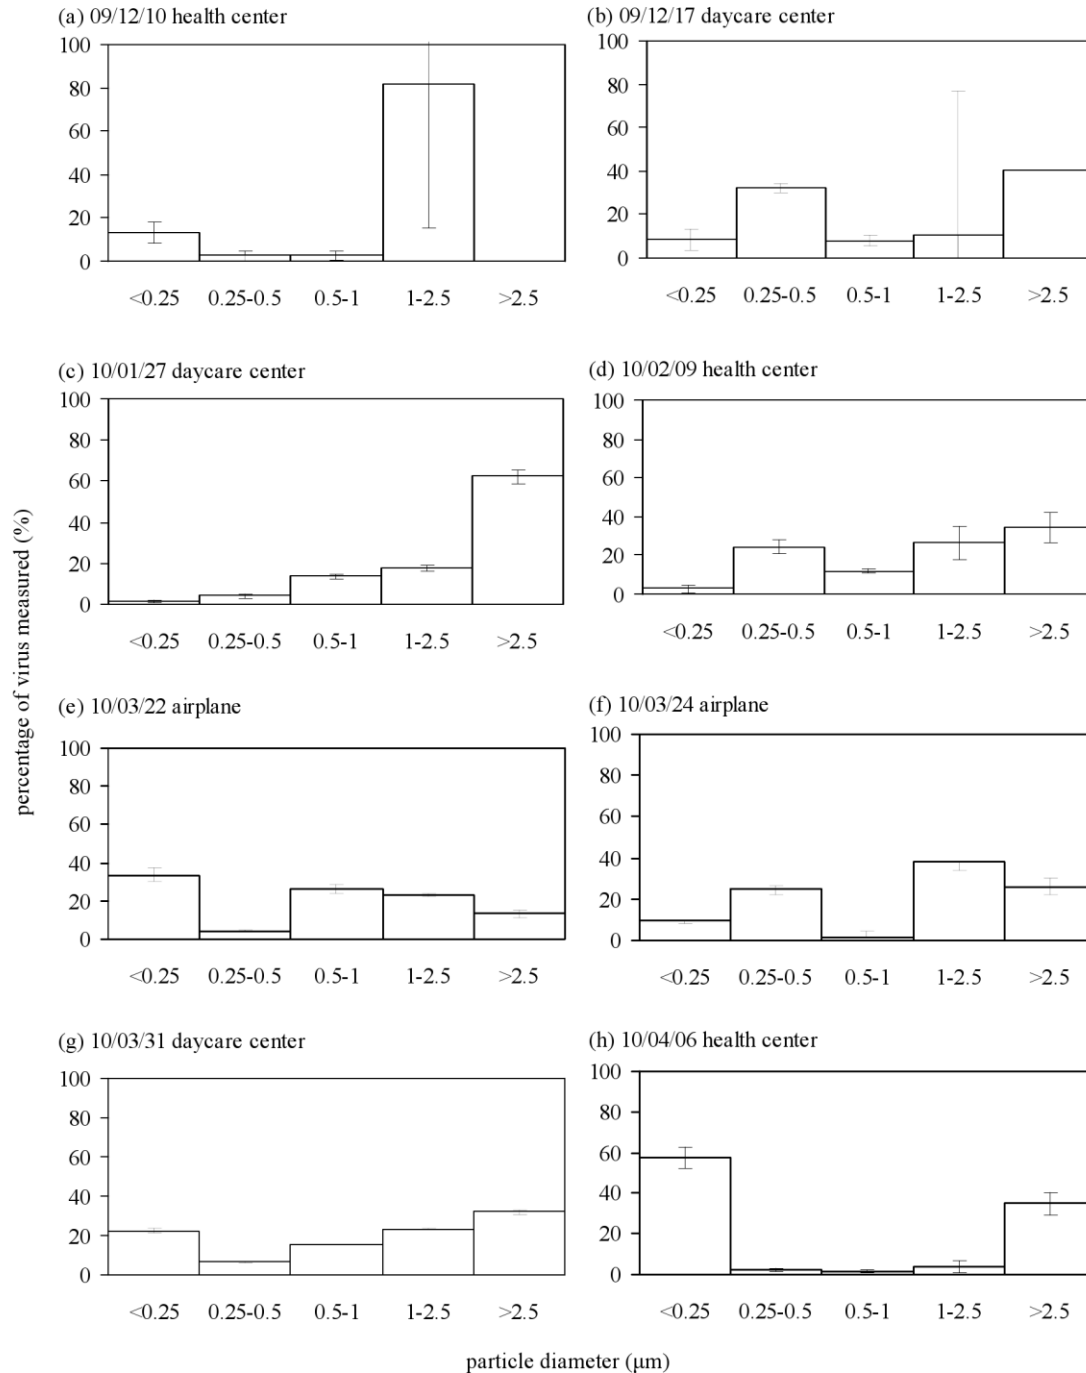 (a) 09/12/10 health center
100
80
60
40
20
0
<0.25 0.25-0.5 0.5-1 1-2.5 >2.5
(b) 09/12/17 daycare center
100
80
60
40
20
0
<0.25 0.25-0.5 0.5-1 1-2.5 >2.5
(c) 10/01/27 daycare center
100
80
60
40
20
0
<0.25 0.25-0.5 0.5-1 1-2.5 >2.5
(d) 10/02/09 health center
100
80
60
40
20
0
<0.25 0.25-0.5 0.5-1 1-2.5 >2.5
percentage of virus measured (%)
(e) 10/03/22 airplane
100
80
60
40
20
0
<0.25 0.25-0.5 0.5-1 1-2.5 >2.5
(f) 10/03/24 airplane
100
80
60
40
20
0
<0.25 0.25-0.5 0.5-1 1-2.5 >2.5
(g) 10/03/31 daycare center
100
80
60
40
20
0
<0.25 0.25-0.5 0.5-1 1-2.5 >2.5
(h) 10/04/06 health center
100
80
60
40
20
0
<0.25 0.25-0.5 0.5-1 1-2.5 >2.5
particle diameter (μm)